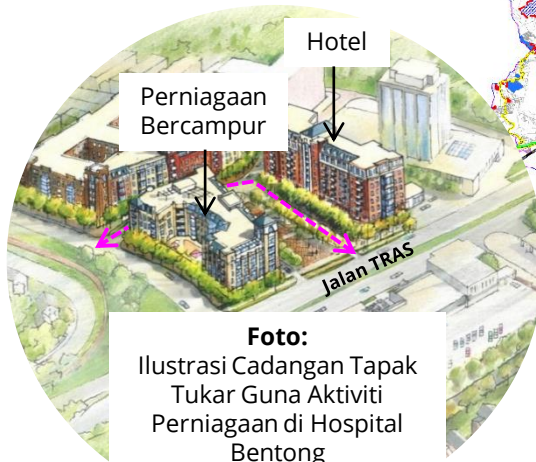 Hotel
Perniagaan
Bercampur
Jalan TRAS
Foto:
Ilustrasi Cadangan Tapak
Tukar Guna Aktiviti
Perniagaan di Hospital
Bentong